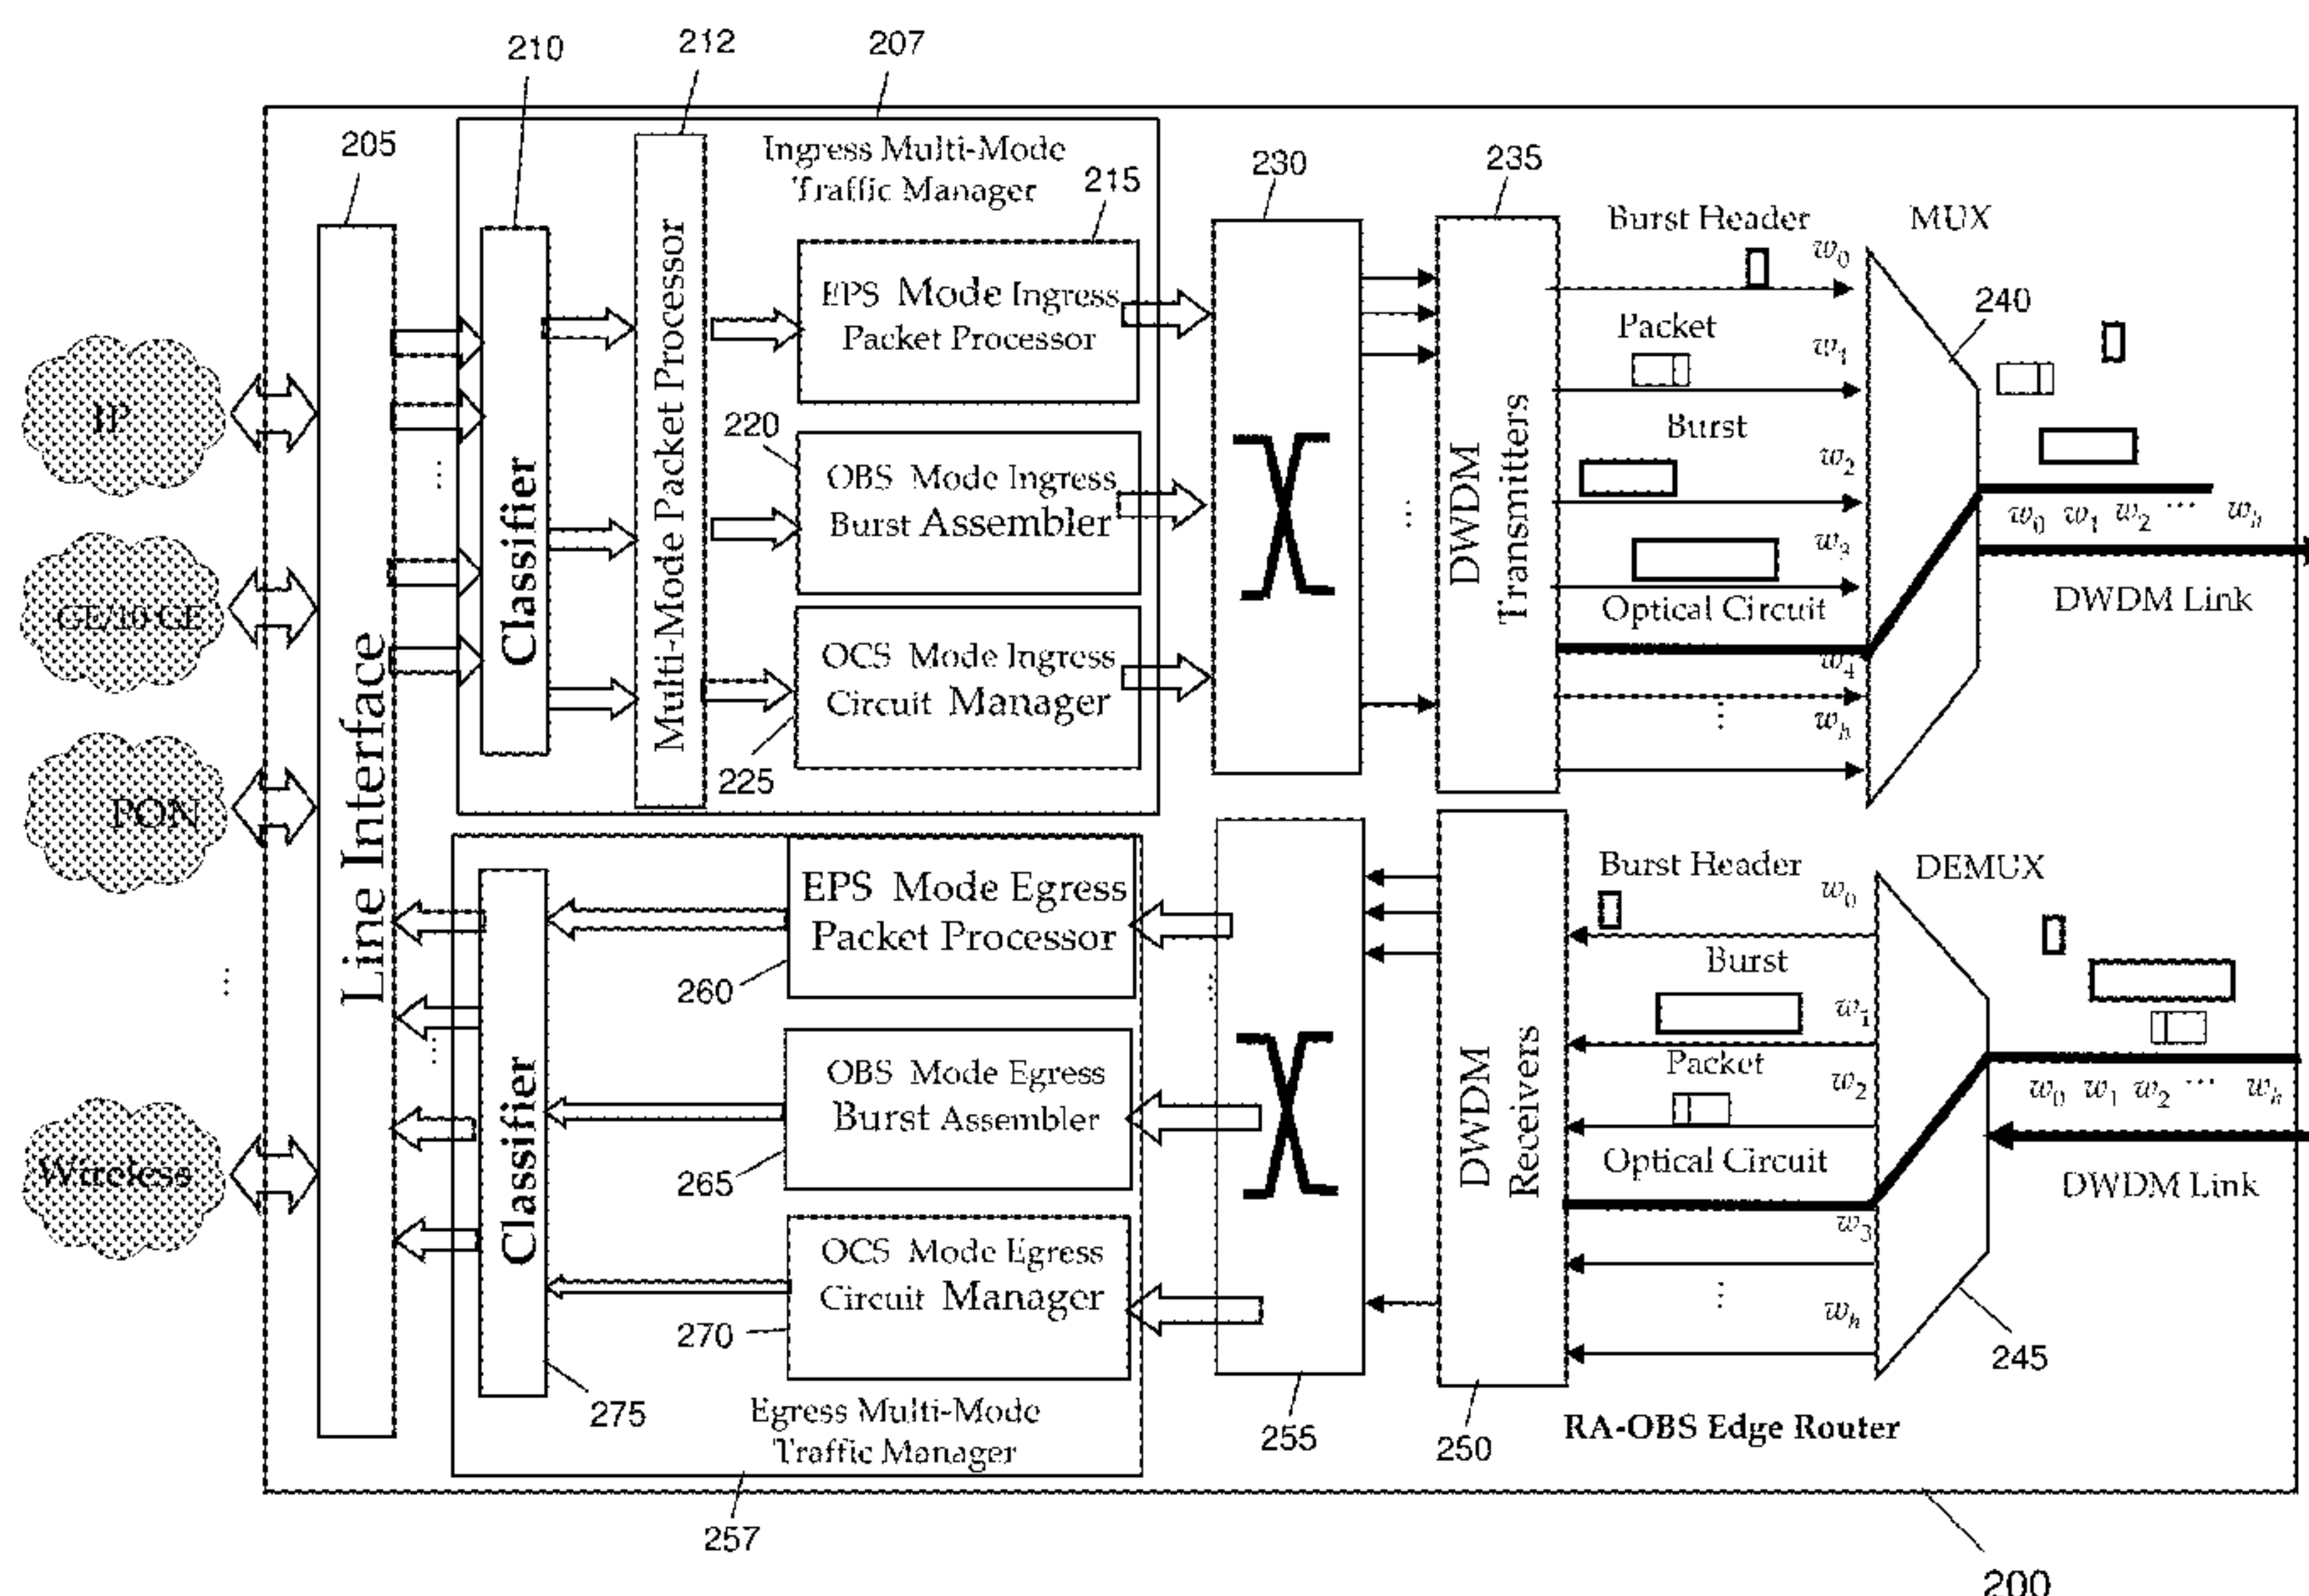 210
212
207
205
Ingress Multi-Mode
Traffic Manager
215
230
235
Burst Header
MUX
w0
EPS Mode Ingress
Packet Processor
Packet
w1
240
IP
220
Burst
OBS Mode Ingress
Burst Assembler
w2
w0 w1 w2 ... wh
w3
DWDM Link
Classifier
Multi-Mode Packet Processor
DWDM
Transmitters
GE/10 GE
Optical Circuit
OCS Mode Ingress
Circuit Manager
w4
wh
225
PON
Line Interface
EPS Mode Egress
Packet Processor
Burst Header
DEMUX
w0
260
Burst
w1
Classifier
OBS Mode Egress
Burst Assembler
DWDM
Receivers
Packet
w2
w0 w1 w2 ... wh
Wireless
265
Optical Circuit
DWDM Link
w3
OCS Mode Egress
Circuit Manager
270
wh
245
275
Egress Multi-Mode
Traffic Manager
255
250
RA-OBS Edge Router
257
200